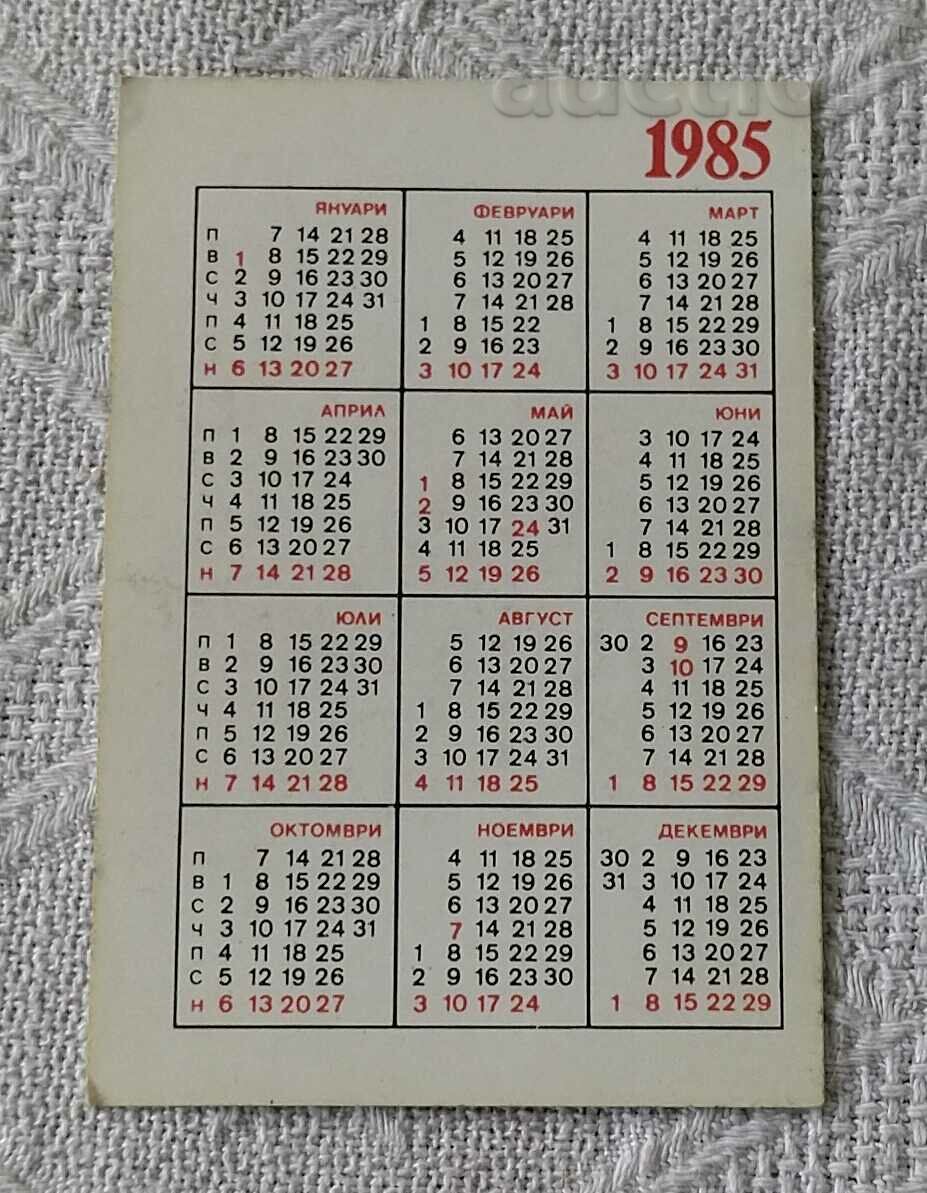 auctio
1985
ЯНУАРИ ФЕВРУАРИ МАРТ
П 7 14 21 28 4 11 18 25 4 11 18 25
В 1 8 15 22 29 5 12 19 26 5 12 19 26
С 2 9 16 23 30 6 13 20 27 6 13 20 27
Ч 3 10 17 24 31 7 14 21 28 7 14 21 28
П 4 11 18 25 1 8 15 22 1 8 15 22 29
С 5 12 19 26 2 9 16 23 2 9 16 23 30
Н 6 13 20 27 3 10 17 24 3 10 17 24 31
АПРИЛ МАЙ ЮНИ
П 1 8 15 22 29 6 13 20 27 3 10 17 24
В 2 9 16 23 30 7 14 21 28 4 11 18 25
С 3 10 17 24 1 8 15 22 29 5 12 19 26
Ч 4 11 18 25 2 9 16 23 30 6 13 20 27
П 5 12 19 26 3 10 17 24 31 7 14 21 28
С 6 13 20 27 4 11 18 25 1 8 15 22 29
Н 7 14 21 28 5 12 19 26 2 9 16 23 30
ЮЛИ АВГУСТ СЕПТЕМВРИ
П 1 8 15 22 29 5 12 19 26 30 2 9 16 23
В 2 9 16 23 30 6 13 20 27 3 10 17 24
С 3 10 17 24 31 7 14 21 28 4 11 18 25
Ч 4 11 18 25 1 8 15 22 29 5 12 19 26
П 5 12 19 26 2 9 16 23 30 6 13 20 27
С 6 13 20 27 3 10 17 24 31 7 14 21 28
Н 7 14 21 28 4 11 18 25 1 8 15 22 29
ОКТОМВРИ НОЕМВРИ ДЕКЕМВРИ
П 7 14 21 28 4 11 18 25 30 2 9 16 23
В 1 8 15 22 29 5 12 19 26 31 3 10 17 24
С 2 9 16 23 30 6 13 20 27 4 11 18 25
Ч 3 10 17 24 31 7 14 21 28 5 12 19 26
П 4 11 18 25 1 8 15 22 29 6 13 20 27
С 5 12 19 26 2 9 16 23 30 7 14 21 28
Н 6 13 20 27 3 10 17 24 1 8 15 22 29